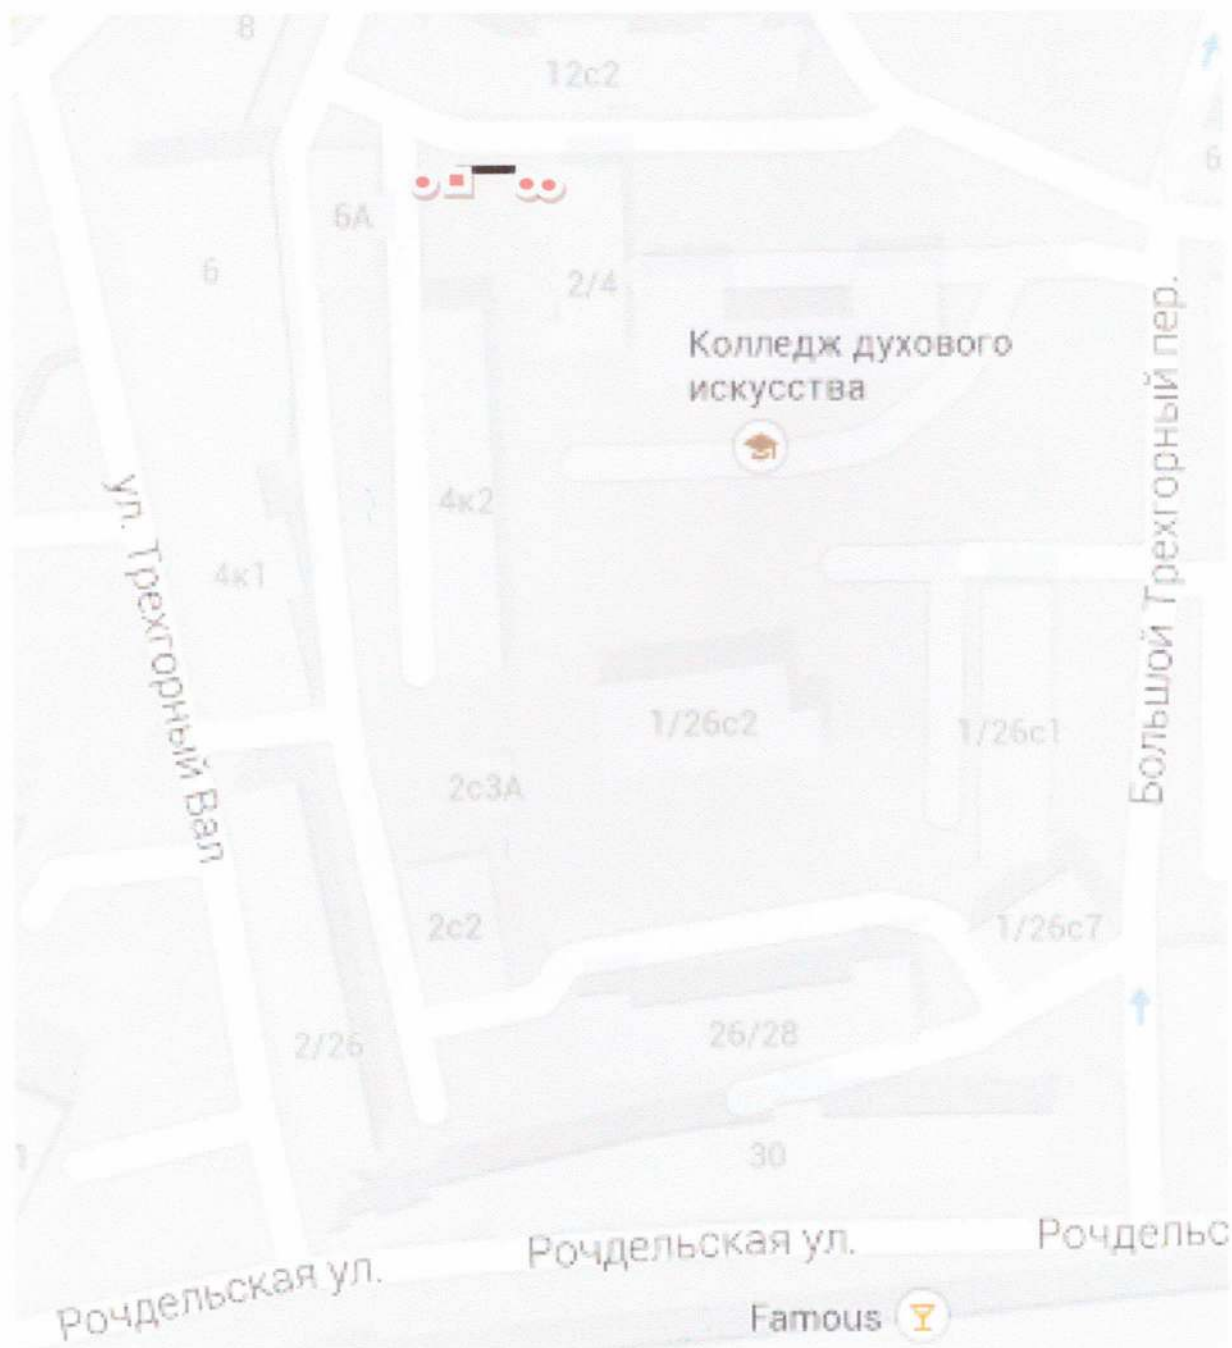 8
12с2
6
6А
6
2/4
Колледж духового
искусства
4к2
4к1
ул. Трехгорный Вал
Большой Трехгорный пер.
1/26с2
1/26с1
2с3А
2с2
1/26с7
2/26
26/28
30
Рочдельская ул.
Рочдельская ул.
Рочдельс
Famous